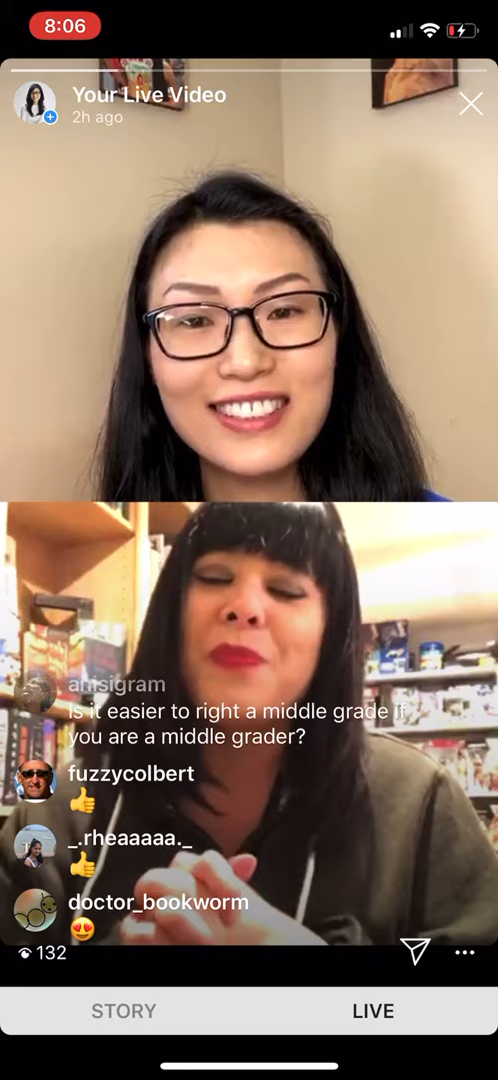 8:06
Your Live Video
2h ago
anisigram
Is it easier to right a middle grade if
you are a middle grader?
fuzzycolbert
👍
_.rheaaaaa._
👍
doctor_bookworm
😍
132
STORY
LIVE